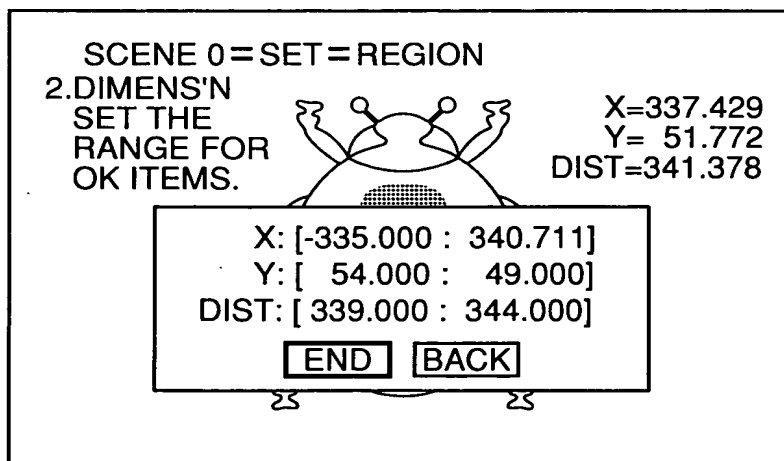 SCENE 0=SET=REGION
2.DIMENS'N
SET THE
RANGE FOR
OK ITEMS.
X=337.429
Y= 51.772
DIST=341.378
X: [-335.000 : 340.711]
Y: [ 54.000 : 49.000]
DIST: [ 339.000 : 344.000]
END BACK